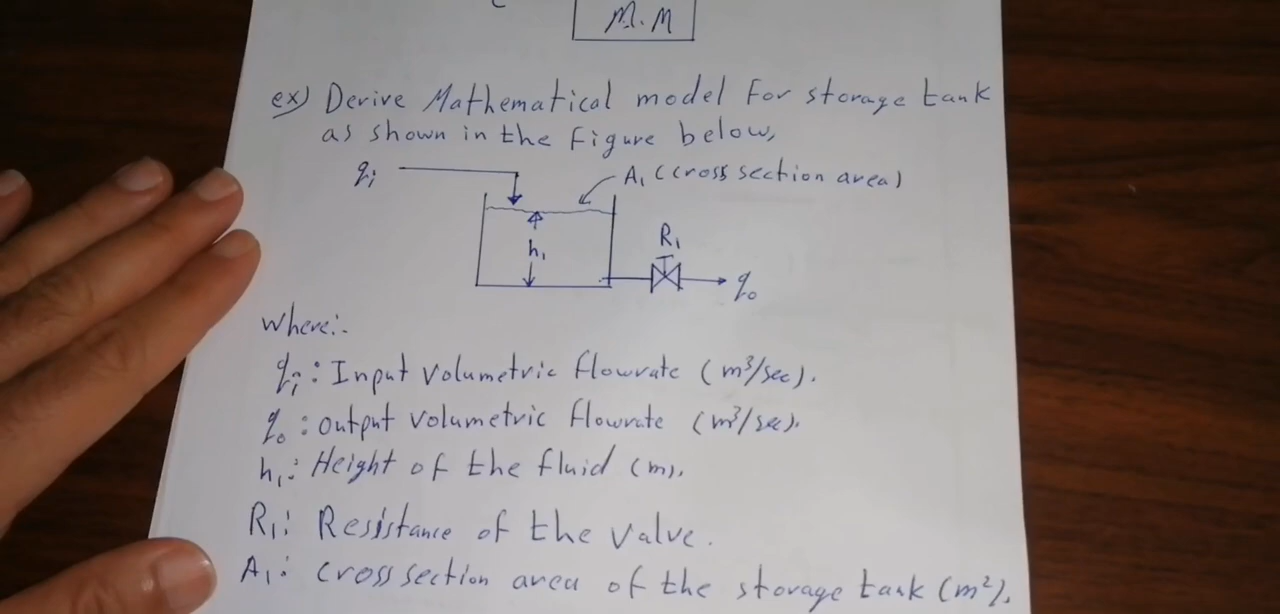 M.M
ex) Derive Mathematical model For storage tank
as shown in the Figure below,
qi
A1 (cross section area)
h1
R1
qo
where:-
qi: Input volumetric flowrate (m³/sec).
qo: output volumetric flowrate (m³/sec).
h1: Height of the fluid (m).
R1: Resistance of the valve.
A1: cross section area of the storage tank (m²).